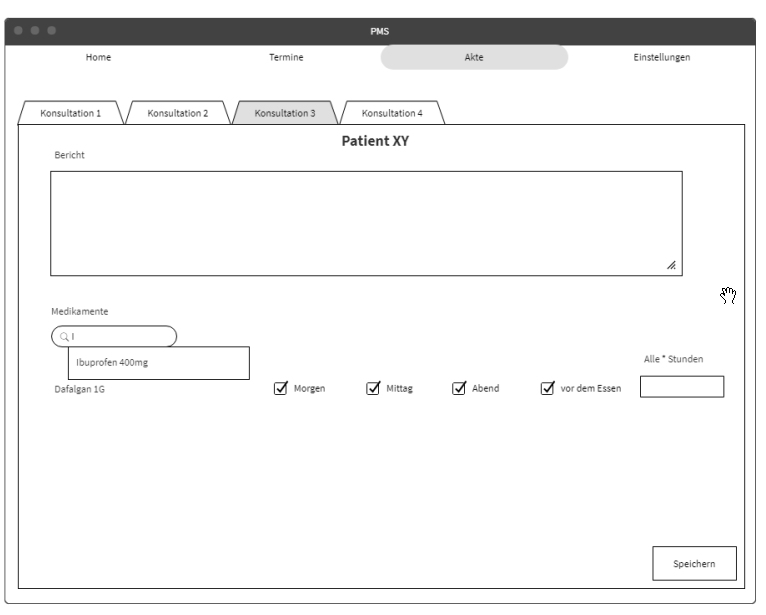 PMS
Home Termine Akte Einstellungen
Konsultation 1 Konsultation 2 Konsultation 3 Konsultation 4
Patient XY
Bericht
Medikamente
I
Ibuprofen 400mg
Alle * Stunden
Dafalgan 1G Morgen Mittag Abend vor dem Essen
Speichern